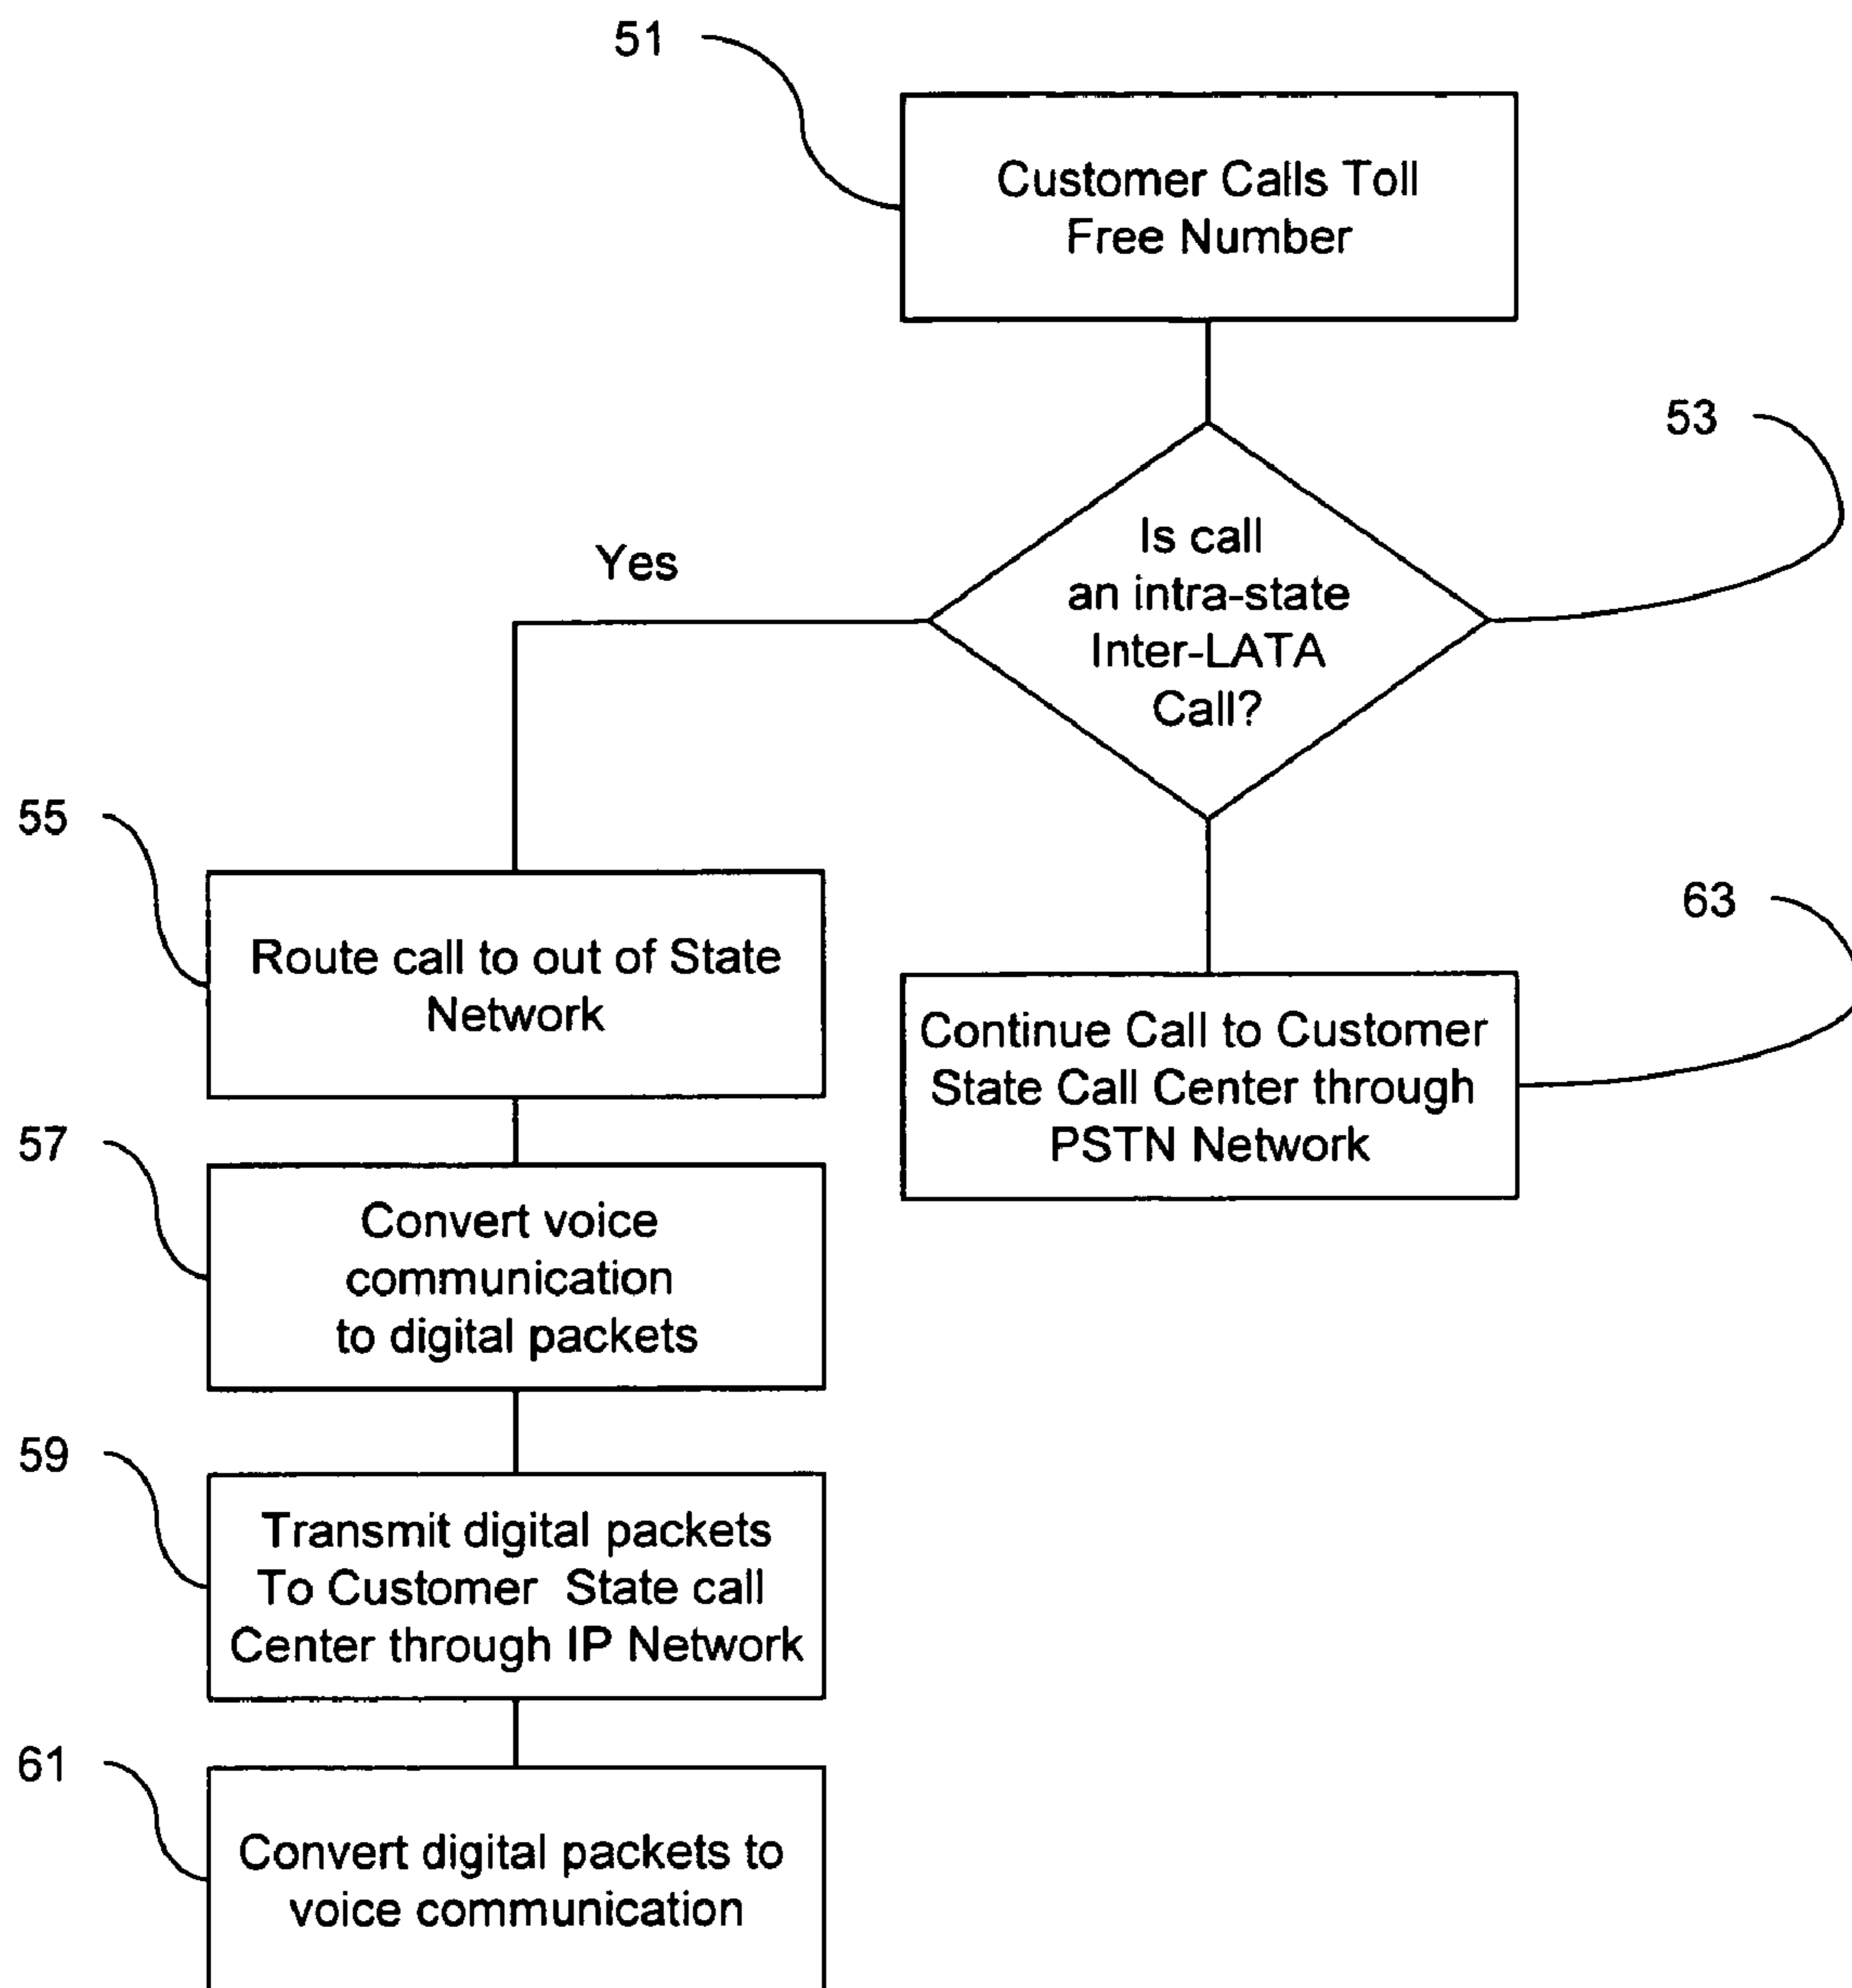 51
Customer Calls Toll
Free Number
53
Is call
an intra-state
Inter-LATA
Call?
Yes
55
Route call to out of State
Network
63
Continue Call to Customer
State Call Center through
PSTN Network
57
Convert voice
communication
to digital packets
59
Transmit digital packets
To Customer State call
Center through IP Network
61
Convert digital packets to
voice communication